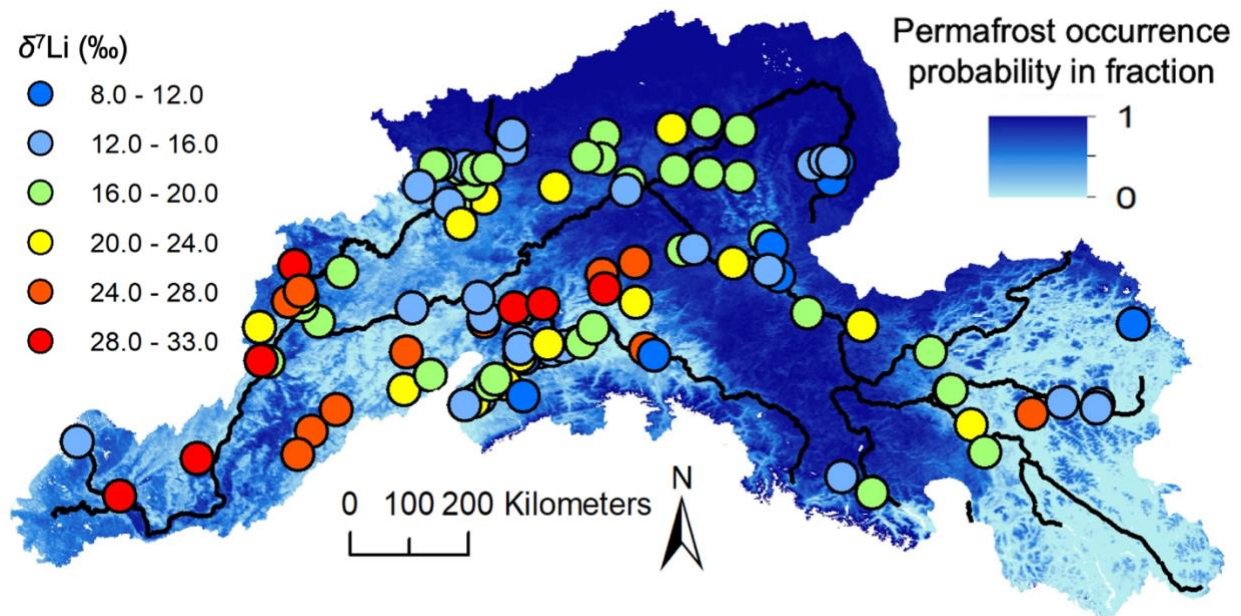 δ⁷Li (‰)
8.0 - 12.0
12.0 - 16.0
16.0 - 20.0
20.0 - 24.0
24.0 - 28.0
28.0 - 33.0
Permafrost occurrence
probability in fraction
1
0
N
0 100 200 Kilometers